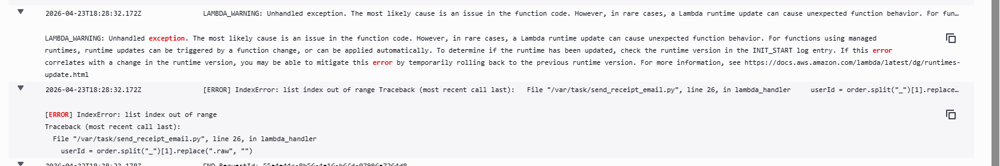 2026-04-23T18:28:32.172Z LAMBDA_WARNING: Unhandled exception. The most likely cause is an issue in the function code. However, in rare cases, a Lambda runtime update can cause unexpected function behavior. For fun…
LAMBDA_WARNING: Unhandled exception. The most likely cause is an issue in the function code. However, in rare cases, a Lambda runtime update can cause unexpected function behavior. For functions using managed
runtimes, runtime updates can be triggered by a function change, or can be applied automatically. To determine if the runtime has been updated, check the runtime version in the INIT_START log entry. If this error
correlates with a change in the runtime version, you may be able to mitigate this error by temporarily rolling back to the previous runtime version. For more information, see https://docs.aws.amazon.com/lambda/latest/dg/runtimes-
update.html
2026-04-23T18:28:32.172Z [ERROR] IndexError: list index out of range Traceback (most recent call last): File "/var/task/send_receipt_email.py", line 26, in lambda_handler userId = order.split("_")[1].replace…
[ERROR] IndexError: list index out of range
Traceback (most recent call last):
File "/var/task/send_receipt_email.py", line 26, in lambda_handler
userId = order.split("_")[1].replace(".raw", "")
END RequestId: